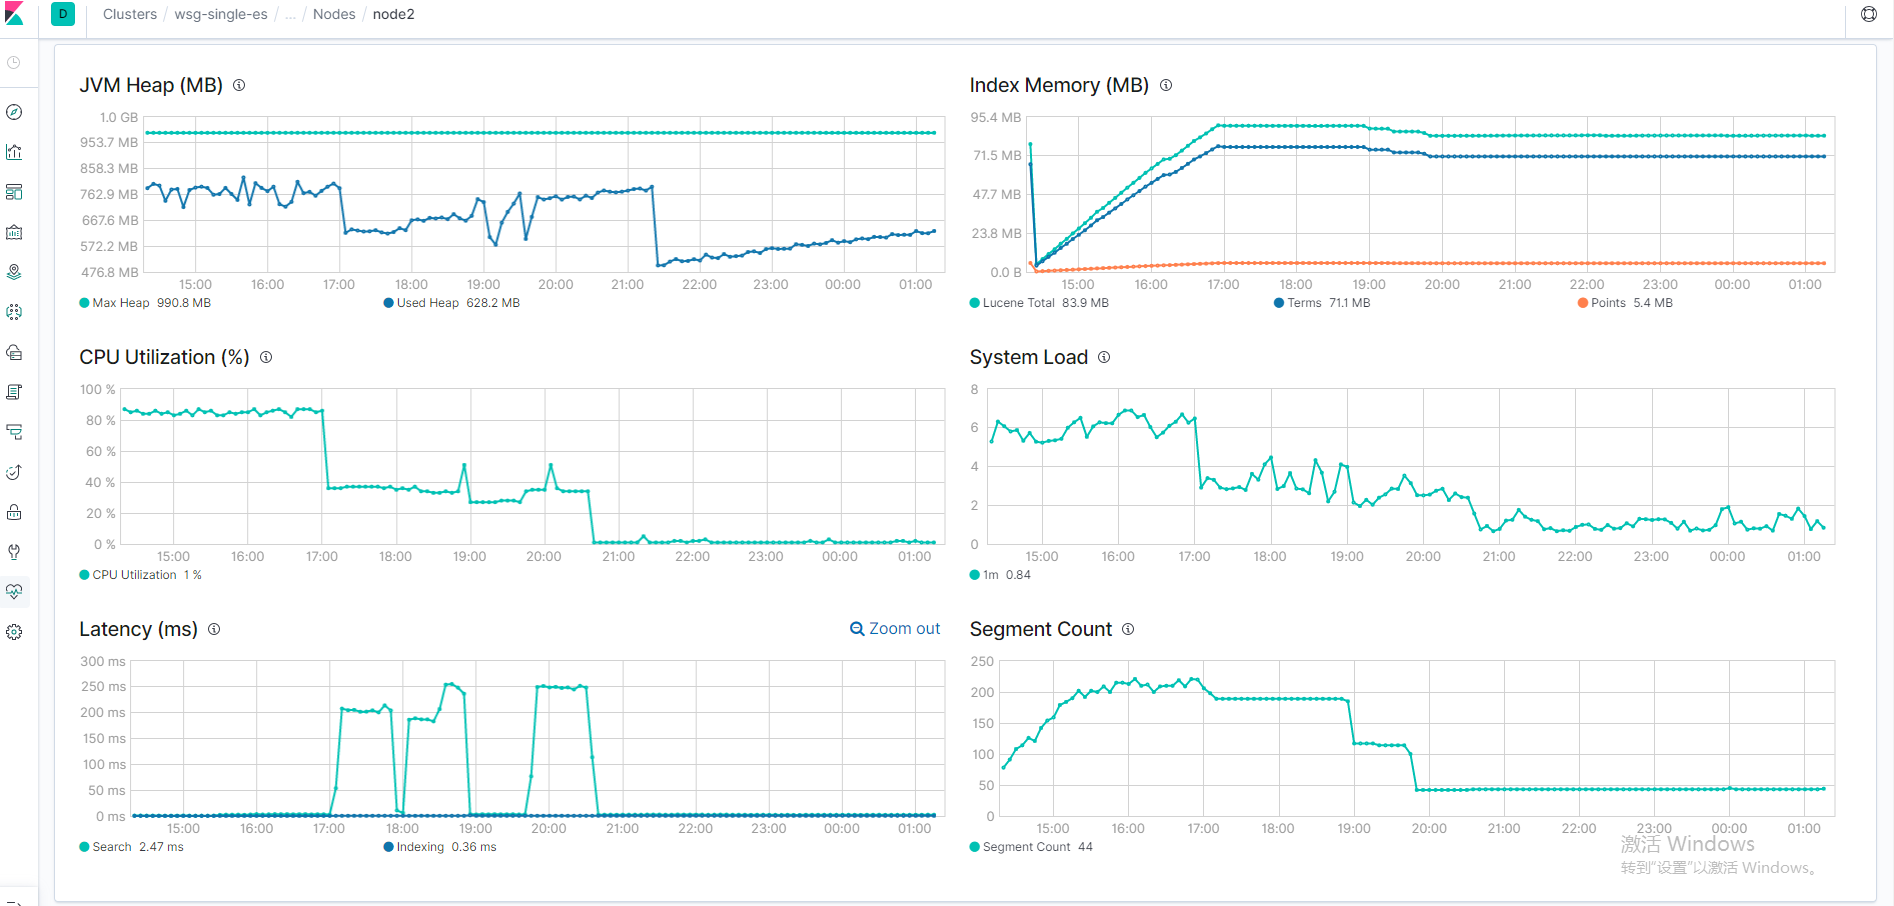 D Clusters / wsg-single-es / ... / Nodes / node2
JVM Heap (MB)
1.0 GB
953.7 MB
858.3 MB
762.9 MB
667.6 MB
572.2 MB
476.8 MB
15:00 16:00 17:00 18:00 19:00 20:00 21:00 22:00 23:00 00:00 01:00
Max Heap 990.8 MB Used Heap 628.2 MB
Index Memory (MB)
95.4 MB
71.5 MB
47.7 MB
23.8 MB
0.0 B
15:00 16:00 17:00 18:00 19:00 20:00 21:00 22:00 23:00 00:00 01:00
Lucene Total 83.9 MB Terms 71.1 MB Points 5.4 MB
CPU Utilization (%)
100 %
80 %
60 %
40 %
20 %
0 %
15:00 16:00 17:00 18:00 19:00 20:00 21:00 22:00 23:00 00:00 01:00
CPU Utilization 1 %
System Load
8
6
4
2
0
15:00 16:00 17:00 18:00 19:00 20:00 21:00 22:00 23:00 00:00 01:00
1m 0.84
Latency (ms)
Zoom out
300 ms
250 ms
200 ms
150 ms
100 ms
50 ms
0 ms
15:00 16:00 17:00 18:00 19:00 20:00 21:00 22:00 23:00 00:00 01:00
Search 2.47 ms Indexing 0.36 ms
Segment Count
250
200
150
100
50
0
15:00 16:00 17:00 18:00 19:00 20:00 21:00 22:00 23:00 00:00 01:00
Segment Count 44
激活 Windows
转到“设置”以激活 Windows。